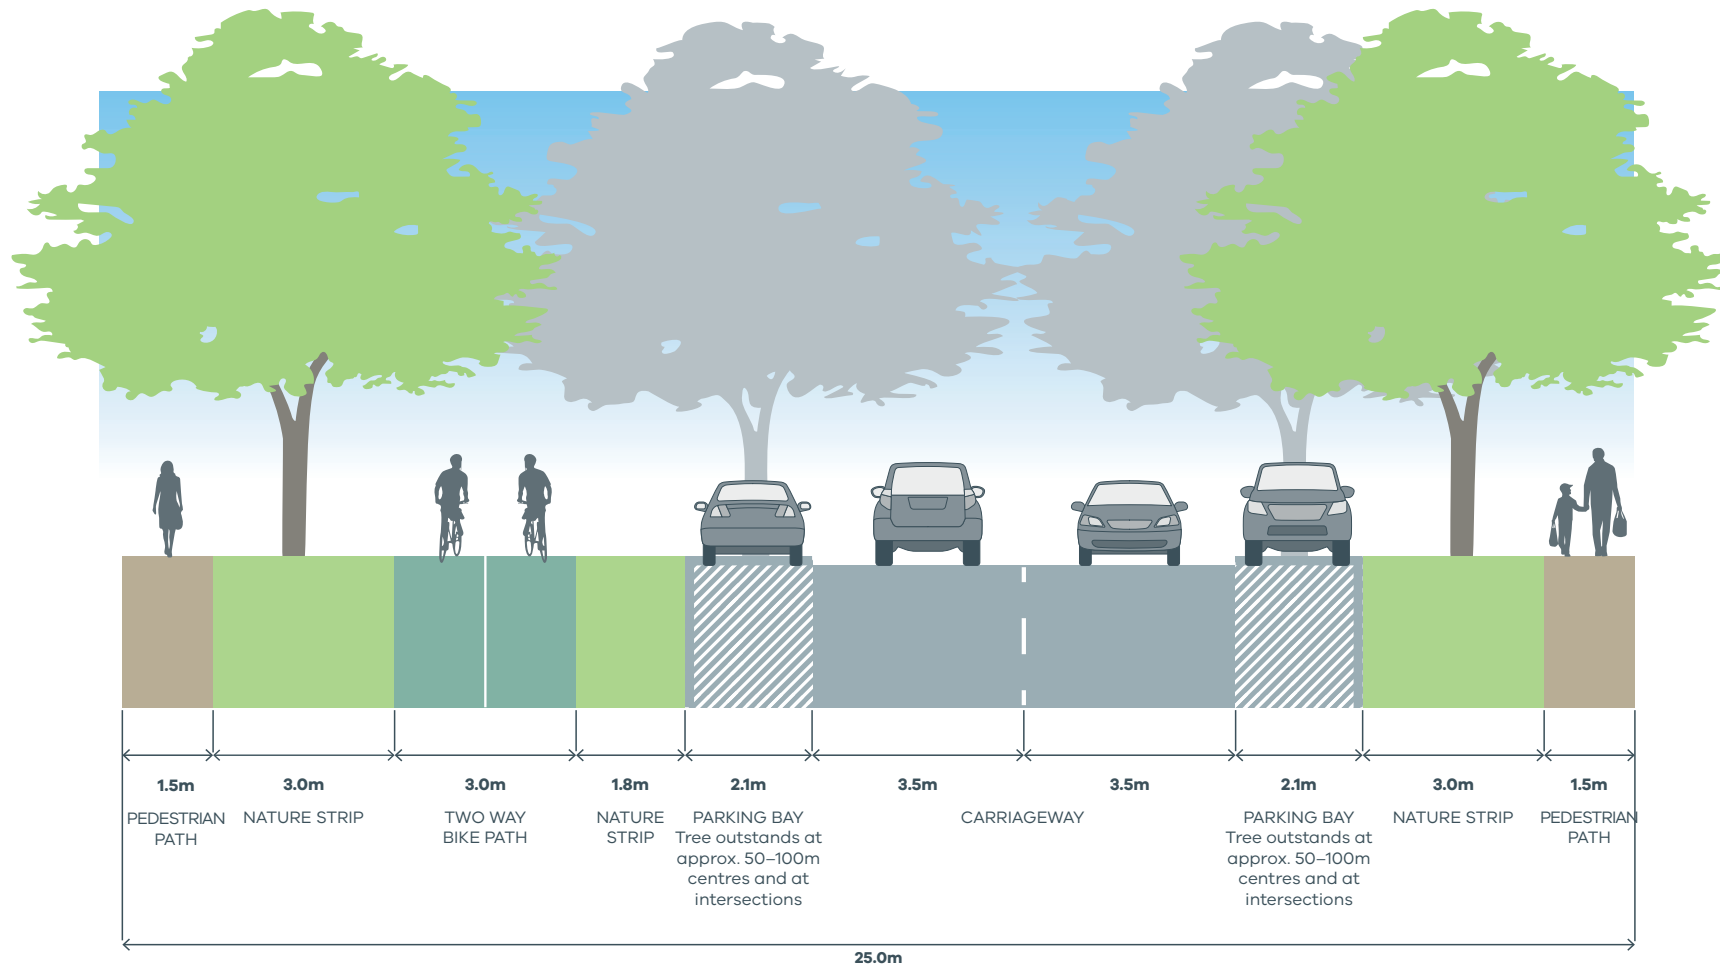 1.5m
3.0m
3.0m
1.8m
2.1m
3.5m
3.5m
2.1m
3.0m
1.5m
PEDESTRIAN
PATH
NATURE STRIP
TWO WAY
BIKE PATH
NATURE
STRIP
PARKING BAY
Tree outstands at
approx. 50–100m
centres and at
intersections
CARRIAGEWAY
PARKING BAY
Tree outstands at
approx. 50–100m
centres and at
intersections
NATURE STRIP
PEDESTRIAN
PATH
25.0m